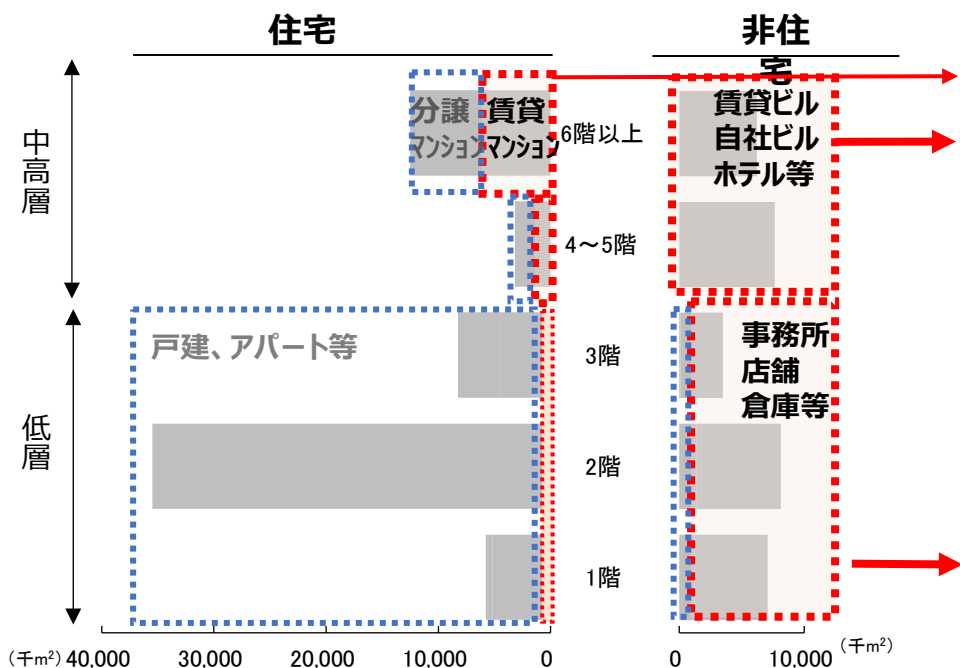 住宅
非住
宅
中高層
分譲
マンション
賃貸
マンション
6階以上
賃貸ビル
自社ビル
ホテル等
4～5階
低層
戸建、アパート等
3階
事務所
店舗
倉庫等
2階
1階
（千m²）
40,000
30,000
20,000
10,000
0
0
10,000
（千m²）